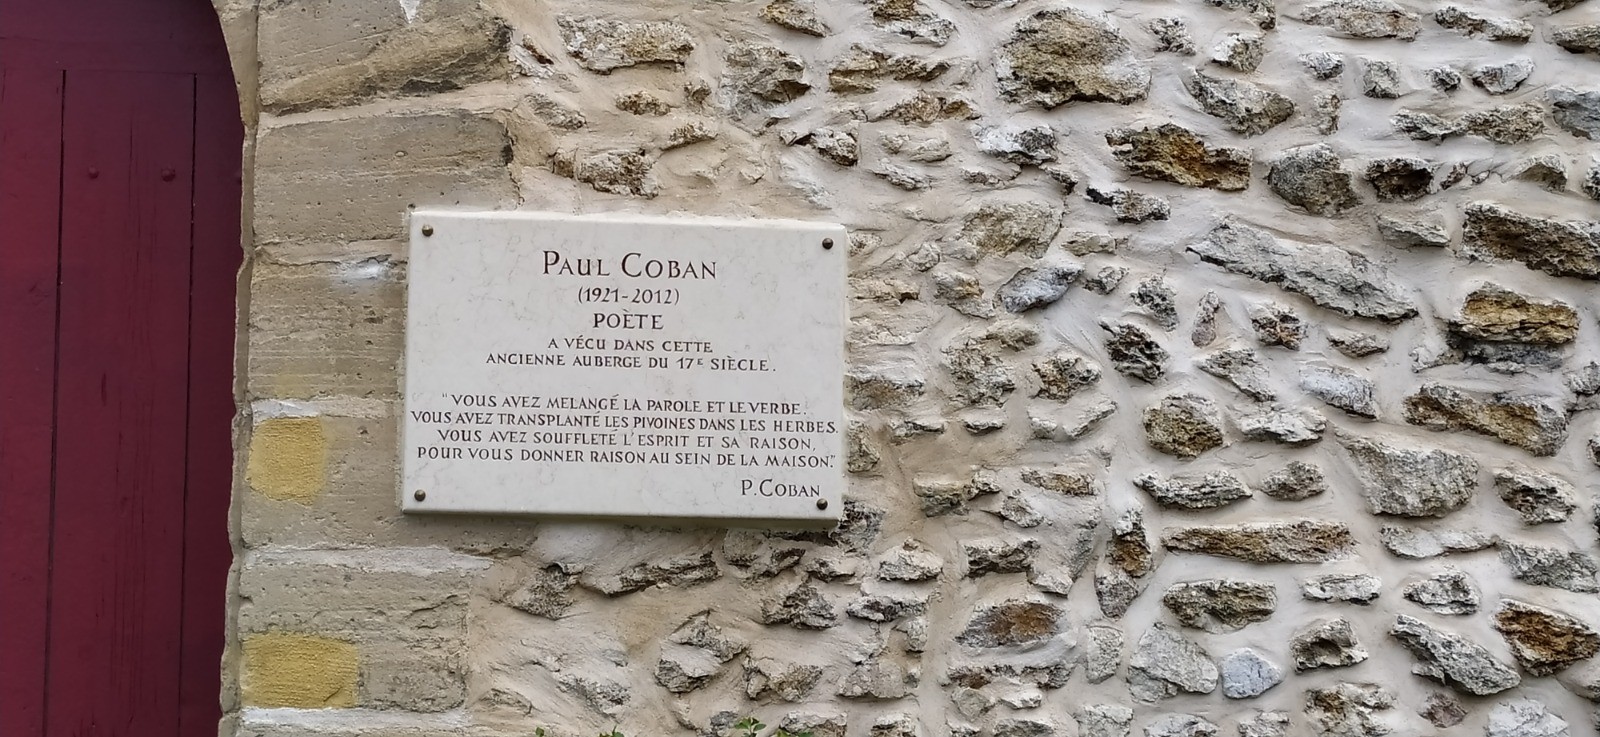 PAUL COBAN
(1921-2012)
POÈTE
A VÉCU DANS CETTE
ANCIENNE AUBERGE DU 17E SIÈCLE.
"VOUS AVEZ MELANGÉ LA PAROLE ET LE VERBE.
VOUS AVEZ TRANSPLANTÉ LES PIVOINES DANS LES HERBES.
VOUS AVEZ SOUFFLETÉ L'ESPRIT ET SA RAISON,
POUR VOUS DONNER RAISON AU SEIN DE LA MAISON."
P. COBAN